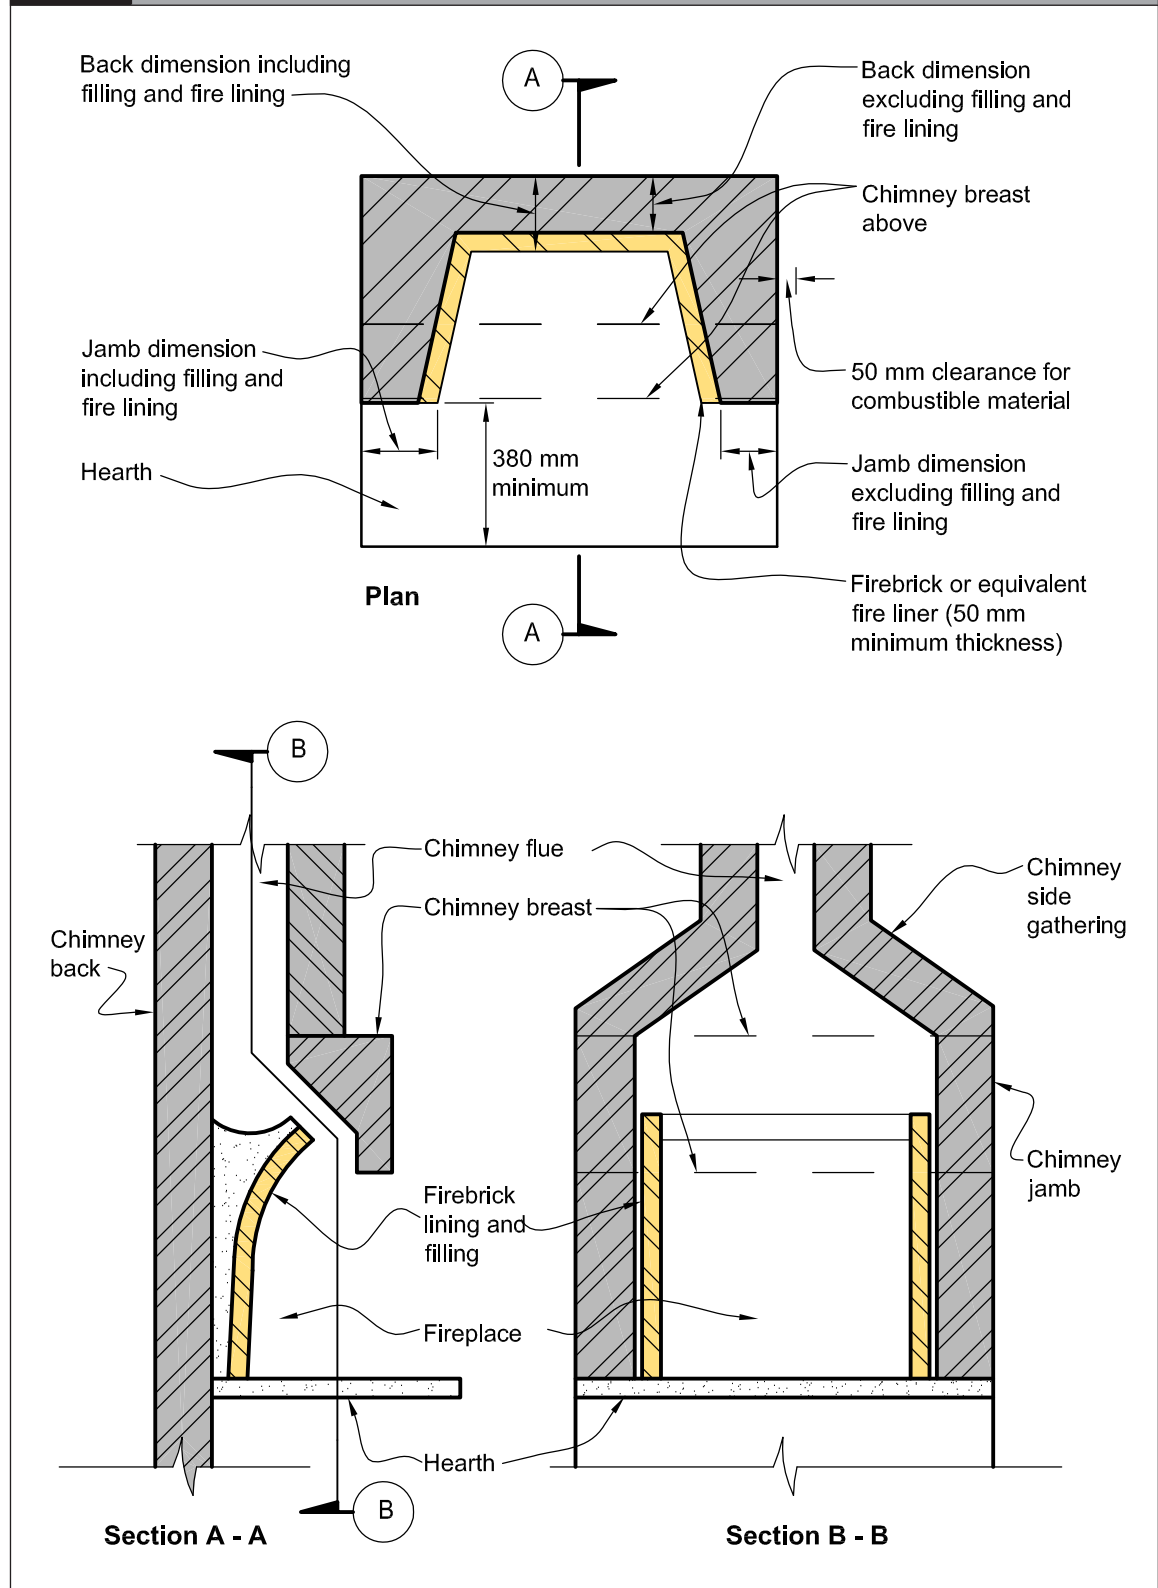 Back dimension including
filling and fire lining
A
Back dimension
excluding filling and
fire lining
Chimney breast
above
Jamb dimension
including filling and
fire lining
50 mm clearance for
combustible material
Hearth
380 mm
minimum
Jamb dimension
excluding filling and
fire lining
Plan
A
Firebrick or equivalent
fire liner (50 mm
minimum thickness)
B
Chimney flue
Chimney breast
Chimney
side
gathering
Chimney
back
Firebrick
lining and
filling
Chimney
jamb
Fireplace
Hearth
B
Section A - A
Section B - B